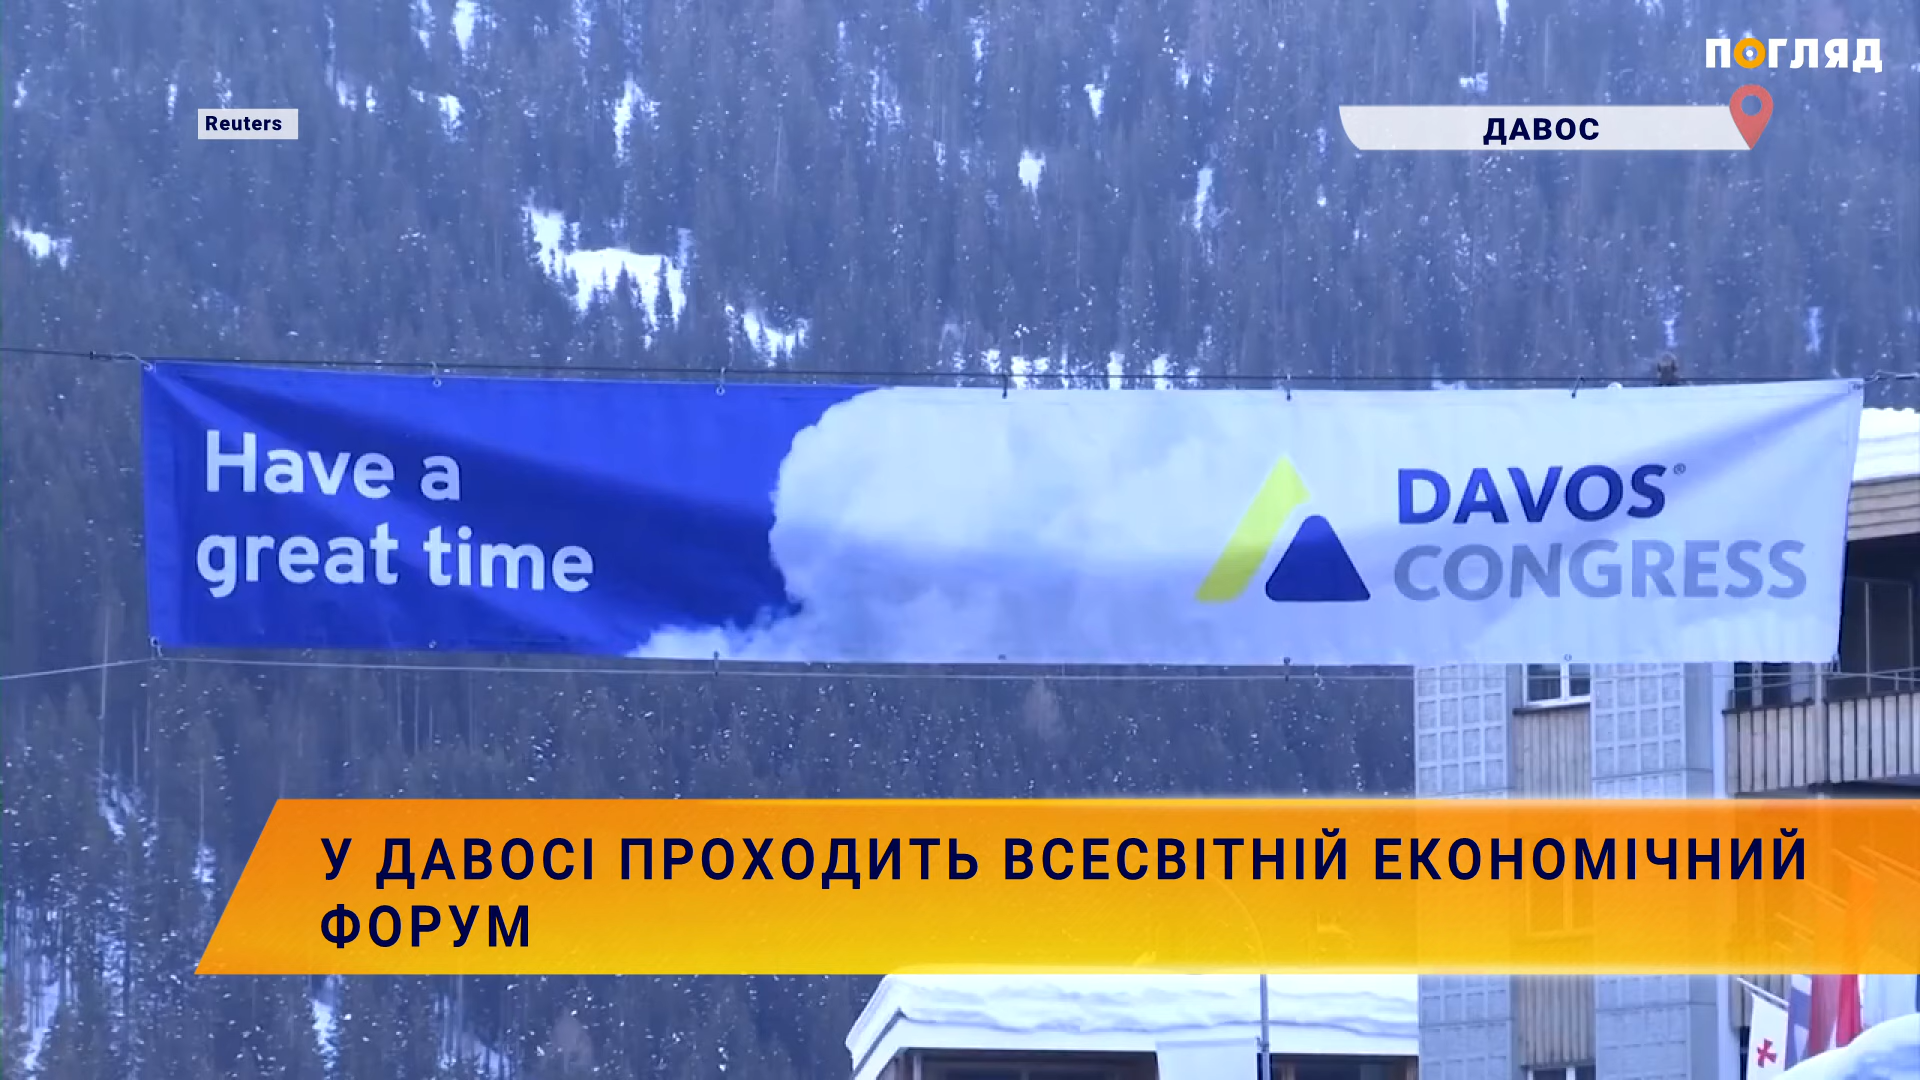 ПОГЛЯД
Reuters
ДАВОС
Have a
great time
DAVOS®
CONGRESS
У ДАВОСІ ПРОХОДИТЬ ВСЕСВІТНІЙ ЕКОНОМІЧНИЙ
ФОРУМ